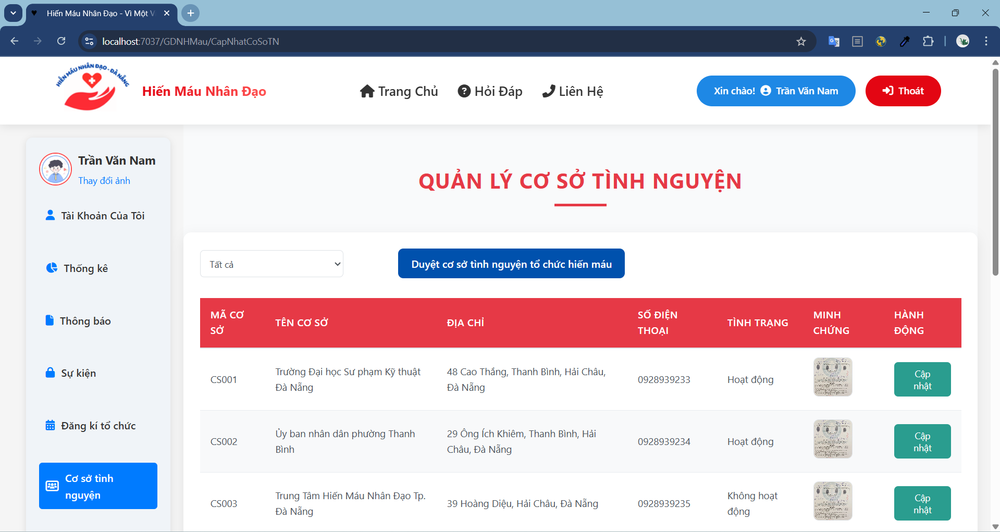 Hiến Máu Nhân Đạo - Vì Một V
localhost:7037/GDNHMau/CapNhatCoSoTN
HIẾN MÁU NHÂN ĐẠO - ĐÀ NẴNG
Hiến Máu Nhân Đạo
Trang Chủ
Hỏi Đáp
Liên Hệ
Xin chào! Trần Văn Nam
Thoát
Trần Văn Nam
Thay đổi ảnh
Tài Khoản Của Tôi
Thống kê
Thông báo
Sự kiện
Đăng kí tổ chức
Cơ sở tình
nguyện
QUẢN LÝ CƠ SỞ TÌNH NGUYỆN
Tất cả
Duyệt cơ sở tình nguyện tổ chức hiến máu
MÃ CƠ
SỞ
TÊN CƠ SỞ
ĐỊA CHỈ
SỐ ĐIỆN
THOẠI
TÌNH TRẠNG
MINH
CHỨNG
HÀNH
ĐỘNG
CS001
Trường Đại học Sư phạm Kỹ thuật
Đà Nẵng
48 Cao Thắng, Thanh Bình, Hải Châu,
Đà Nẵng
0928939233
Hoạt động
Cập
nhật
CS002
Ủy ban nhân dân phường Thanh
Bình
29 Ông Ích Khiêm, Thanh Bình, Hải
Châu, Đà Nẵng
0928939234
Hoạt động
Cập
nhật
CS003
Trung Tâm Hiến Máu Nhân Đạo Tp.
Đà Nẵng
39 Hoàng Diệu, Hải Châu, Đà Nẵng
0928939235
Không hoạt
động
Cập
nhật